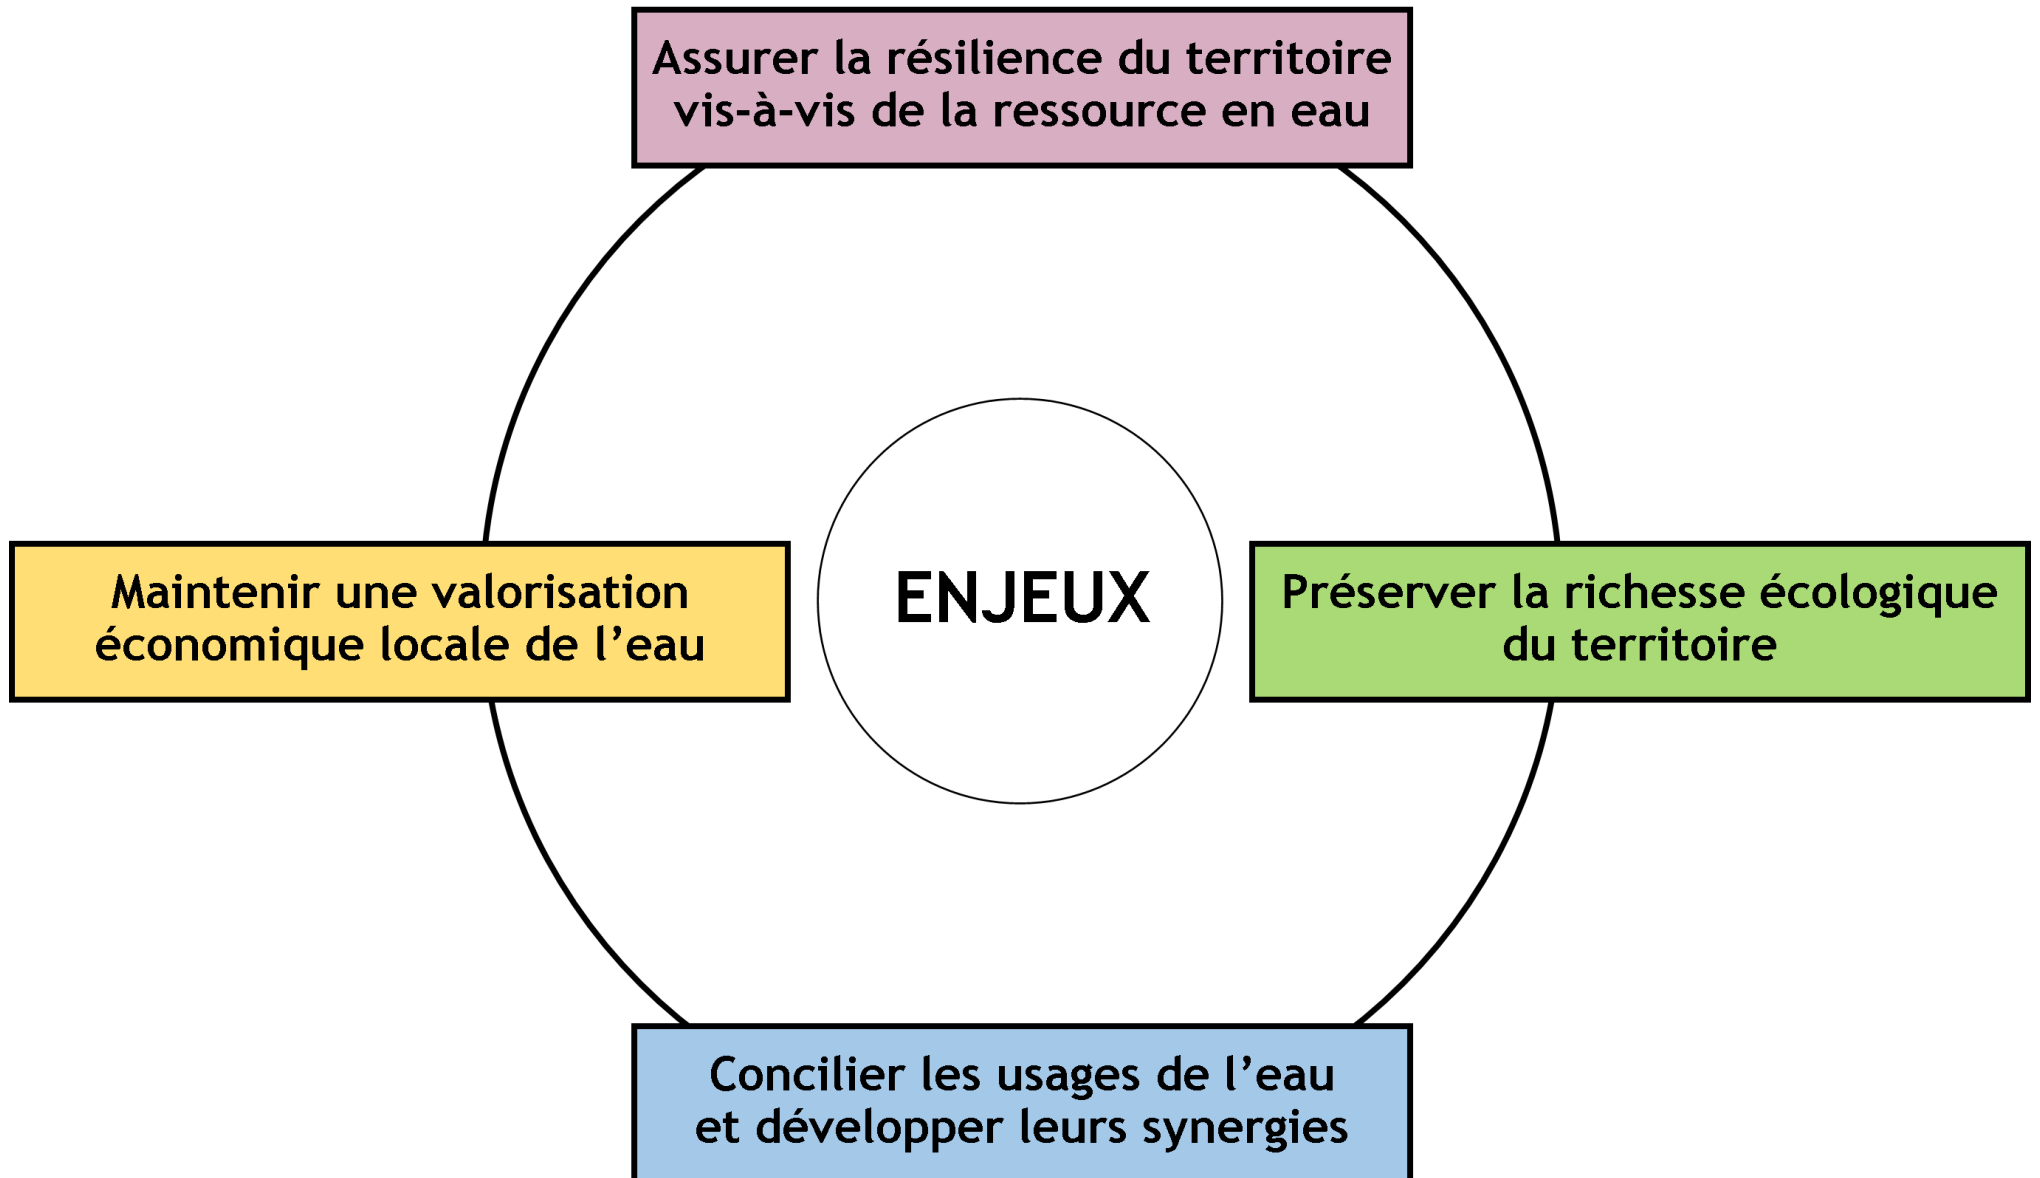 Assurer la résilience du territoire
vis-à-vis de la ressource en eau
Maintenir une valorisation
économique locale de l’eau
ENJEUX
Préserver la richesse écologique
du territoire
Concilier les usages de l’eau
et développer leurs synergies